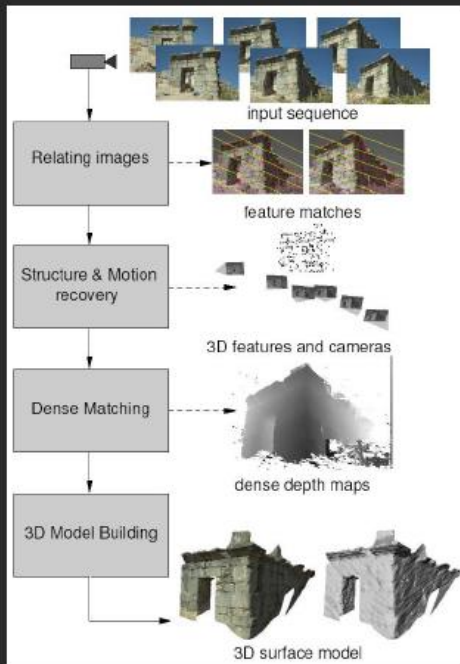 input sequence
Relating images
feature matches
Structure & Motion
recovery
3D features and cameras
Dense Matching
dense depth maps
3D Model Building
3D surface model